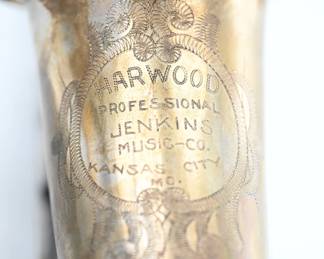 HARWOOD
PROFESSIONAL
JENKINS
MUSIC-CO.
KANSAS CITY
MO.